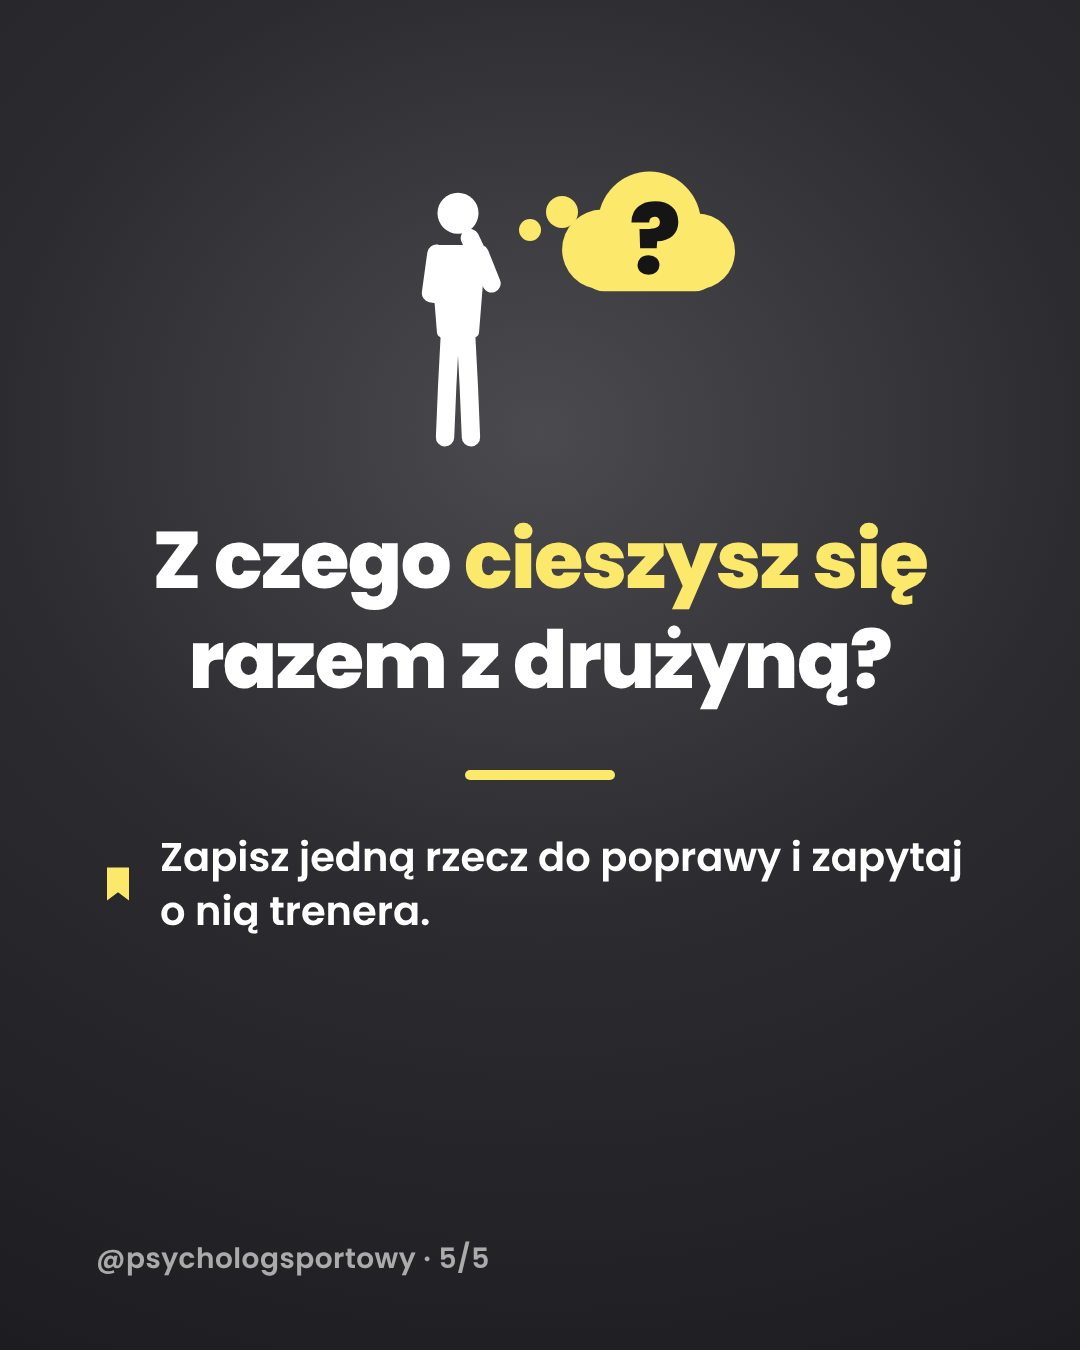 ?
Z czego cieszysz się
razem z drużyną?
Zapisz jedną rzecz do poprawy i zapytaj
o nią trenera.
@psychologsportowy · 5/5